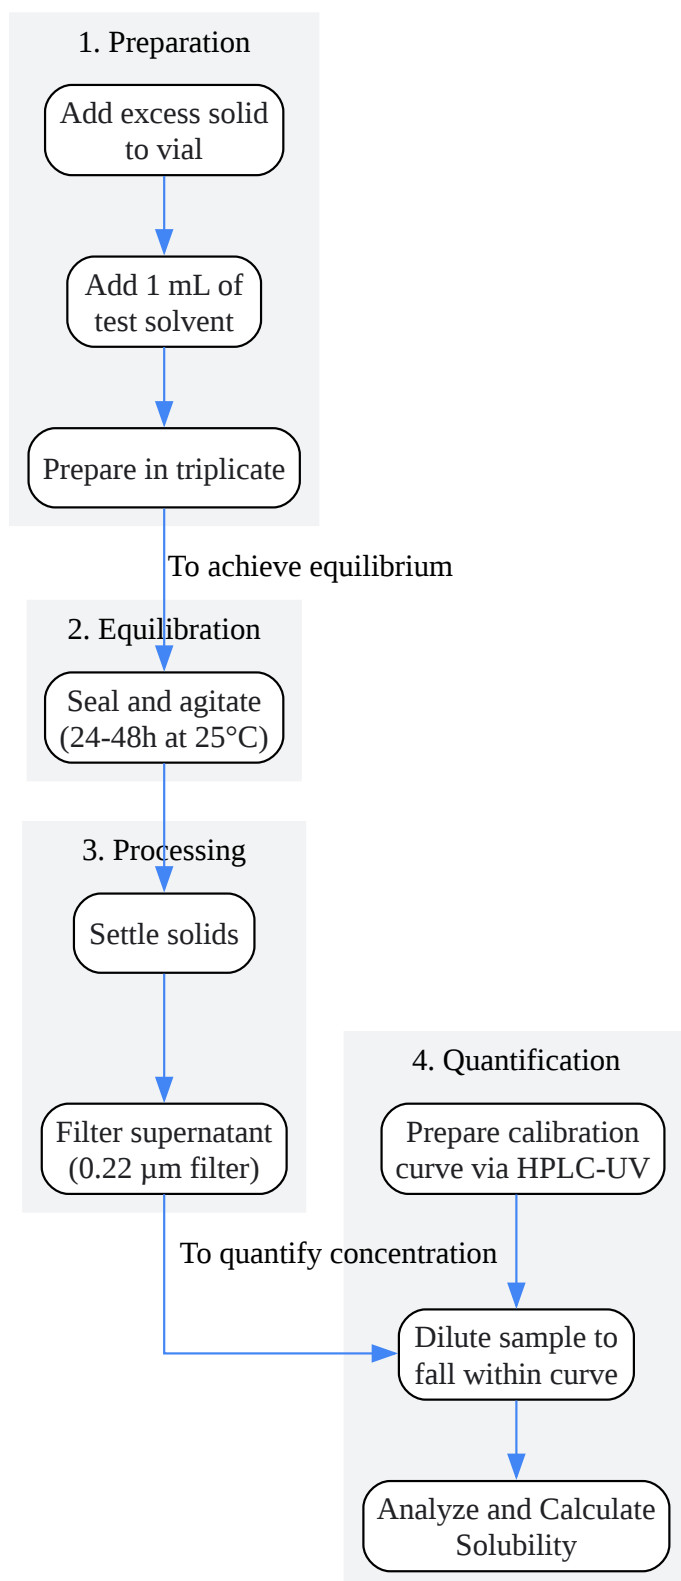 1. Preparation
Add excess solid
to vial
Add 1 mL of
test solvent
Prepare in triplicate
To achieve equilibrium
2. Equilibration
Seal and agitate
(24-48h at 25°C)
3. Processing
Settle solids
Filter supernatant
(0.22 µm filter)
4. Quantification
Prepare calibration
curve via HPLC-UV
To quantify concentration
Dilute sample to
fall within curve
Analyze and Calculate
Solubility